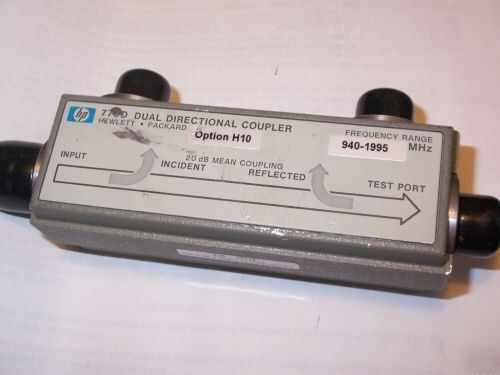 hp DUAL DIRECTIONAL COUPLER
HEWLETT • PACKARD Option H10
FREQUENCY RANGE
940-1995 MHz
20 dB MEAN COUPLING
INPUT INCIDENT REFLECTED TEST PORT